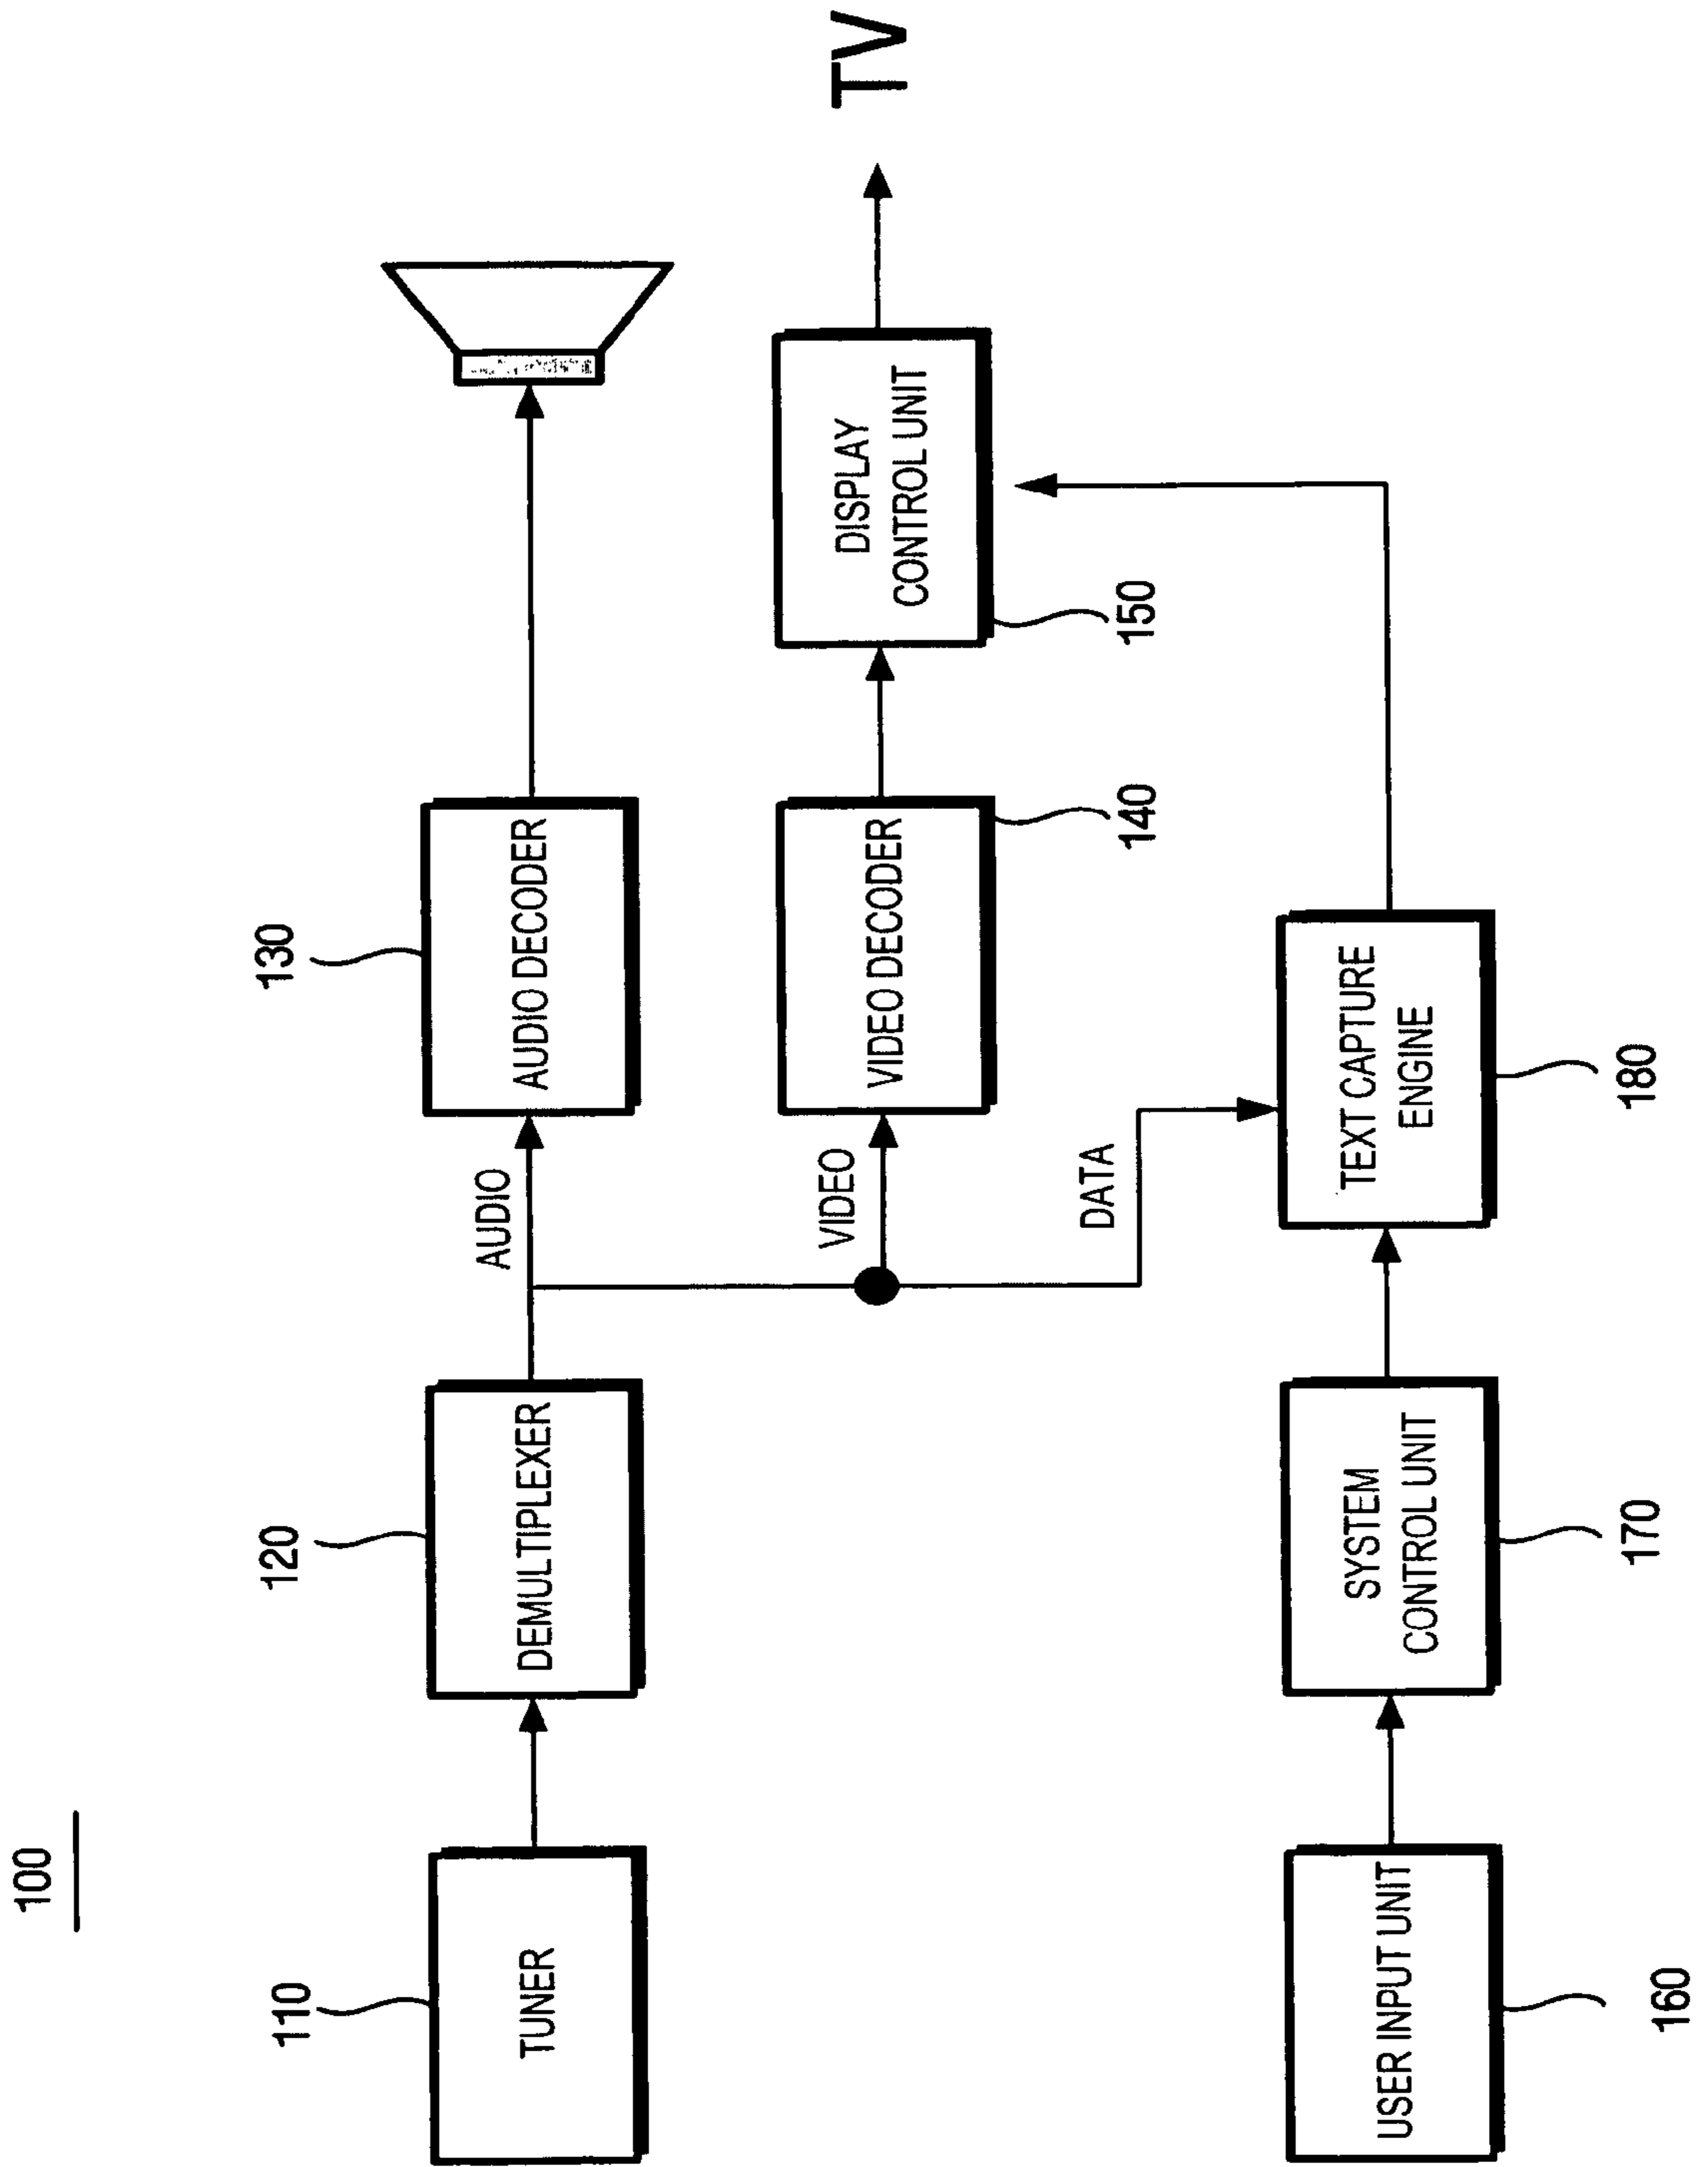 100
110
TUNER
120
DEMULTIPLEXER
AUDIO
130
AUDIO DECODER
VIDEO
VIDEO DECODER
140
DISPLAY
CONTROL UNIT
150
TV
DATA
USER INPUT UNIT
160
SYSTEM
CONTROL UNIT
170
TEXT CAPTURE
ENGINE
180